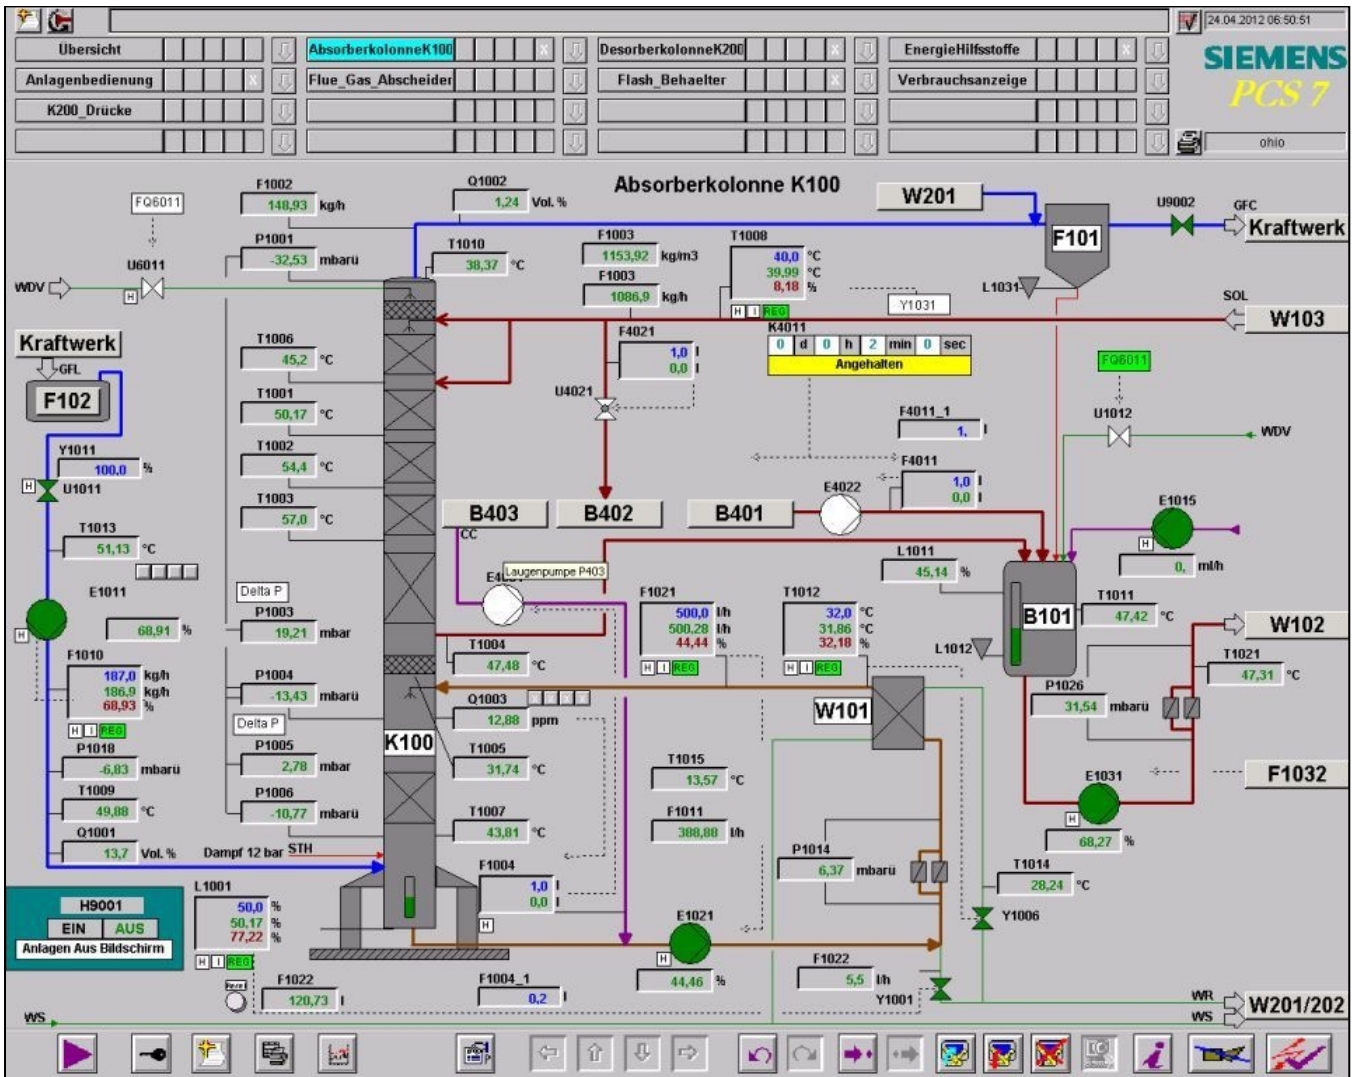 24.04.2012 06:50:51
Übersicht
AbsorberkolonneK100
DesorberkolonneK200
EnergieHilfsstoffe
SIEMENS
PCS 7
Anlagenbedienung
Flue_Gas_Abscheider
Flash_Behaelter
Verbrauchsanzeige
K200_Drücke
ohio
Absorberkolonne K100
FQ6011
F1002
148,93 kg/h
Q1002
1,24 Vol. %
W201
F101
U9002
GFC
Kraftwerk
P1001
-32,53 mbarü
T1010
38,37 °C
F1003
1153,92 kg/m3
F1003
1086,9 kg/h
T1008
40,0 °C
39,99 °C
8,18 %
H I REG
U6011
H
WDV
L1031
Y1031
SOL
W103
Kraftwerk
GFL
F102
T1006
45,2 °C
F4021
1,0 l
0,0 l
K4011
0 d 0 h 2 min 0 sec
Angehalten
FQ6011
T1001
50,17 °C
U4021
F4011_1
1, l
U1012
WDV
Y1011
100,0 %
H
U1011
T1002
54,4 °C
F4011
1,0 l
0,0 l
T1003
57,0 °C
B403
CC
B402
B401
E4022
E1015
H
0, ml/h
T1013
51,13 °C
Laugenpumpe P403
L1011
45,14 %
E1011
H
68,91 %
Delta P
P1003
19,21 mbar
F1021
500,0 l/h
500,28 l/h
44,44 %
H I REG
T1012
32,0 °C
31,86 °C
32,18 %
H I REG
B101
T1011
47,42 °C
W102
F1010
187,0 kg/h
186,9 kg/h
68,93 %
H I REG
T1004
47,48 °C
L1012
T1021
47,31 °C
P1004
-13,43 mbarü
Q1003
12,88 ppm
P1026
31,54 mbarü
Delta P
K100
W101
P1018
-6,83 mbarü
P1005
2,78 mbar
T1005
31,74 °C
T1015
13,57 °C
F1032
T1009
49,88 °C
P1006
-10,77 mbarü
T1007
43,81 °C
F1011
388,88 l/h
E1031
H
68,27 %
Q1001
13,7 Vol. %
Dampf 12 bar STH
F1004
1,0 l
0,0 l
H
P1014
6,37 mbarü
T1014
28,24 °C
H9001
EIN AUS
Anlagen Aus Bildschirm
L1001
50,0 %
50,17 %
77,22 %
H I REG
E1021
H
44,46 %
Y1006
F1022
120,73 l
F1004_1
0,2 l
F1022
5,5 l/h
Y1001
WR
WS
W201/202
WS